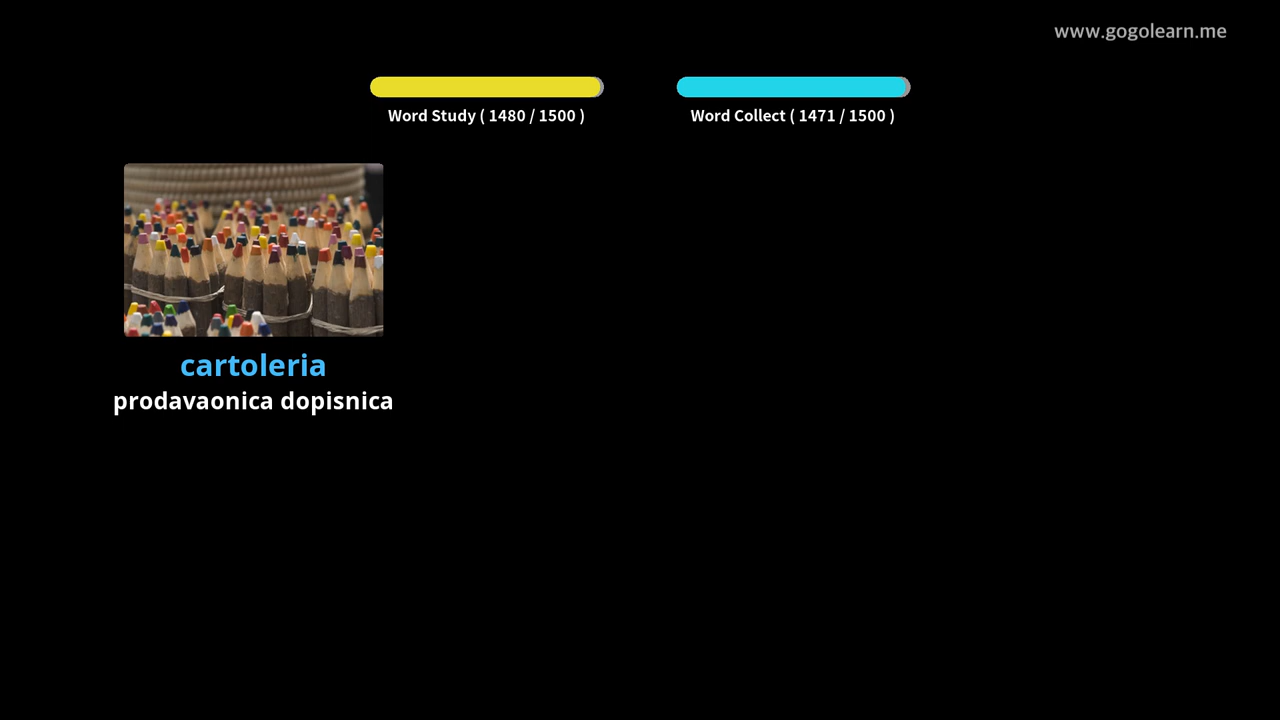 www.gogolearn.me
Word Study ( 1480 / 1500 )
Word Collect ( 1471 / 1500 )
cartoleria
prodavaonica dopisnica